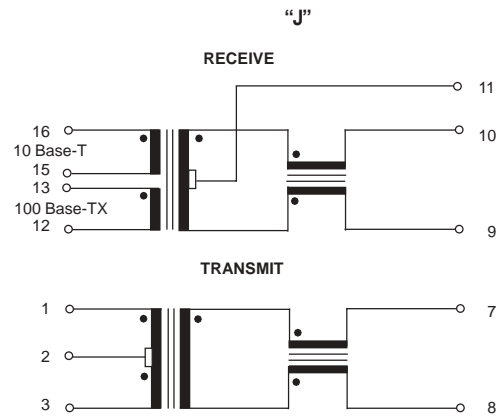 “J”
RECEIVE
11
16 10
10 Base-T
15
13
100 Base-TX
12 9
TRANSMIT
1 7
2
3 8